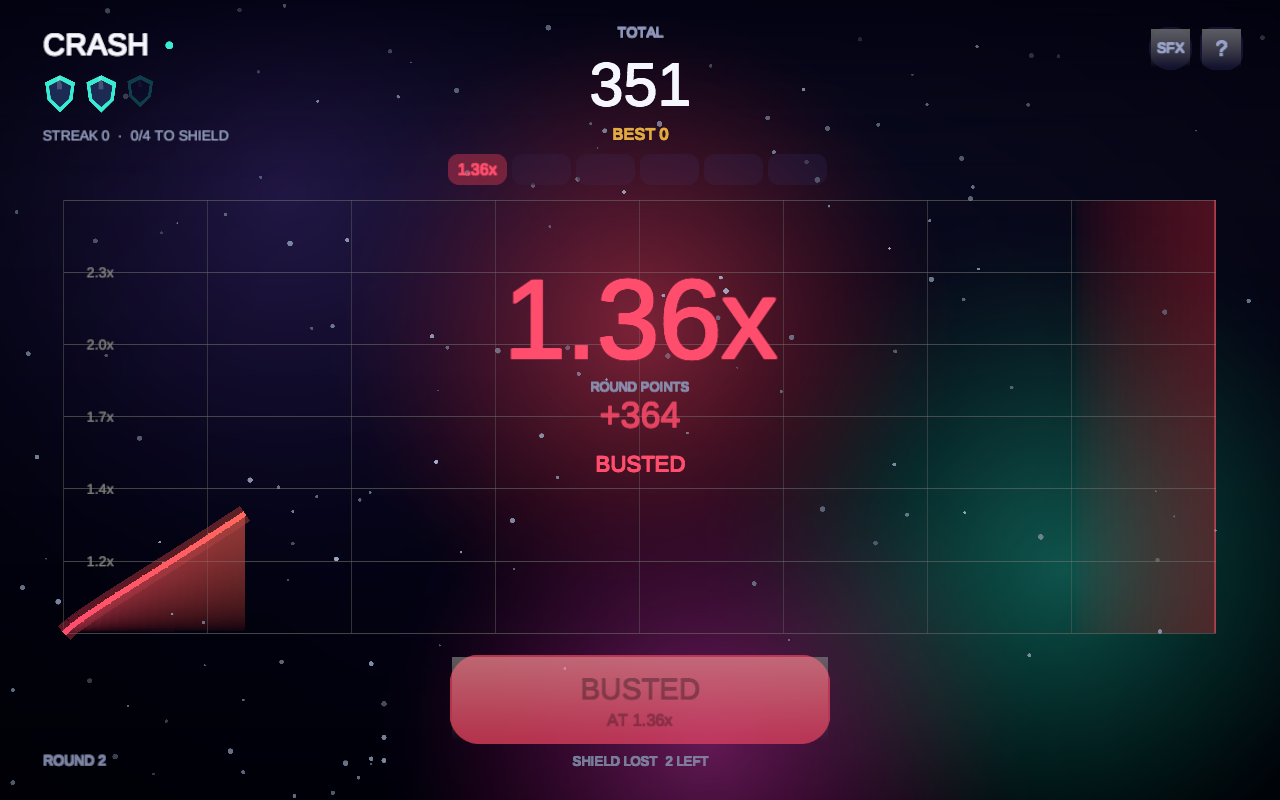 CRASH
STREAK 0 · 0/4 TO SHIELD
TOTAL
351
BEST 0
SFX
?
1.36x
2.3x
2.0x
1.7x
1.4x
1.2x
1.36x
ROUND POINTS
+364
BUSTED
BUSTED
AT 1.36x
ROUND 2
SHIELD LOST 2 LEFT